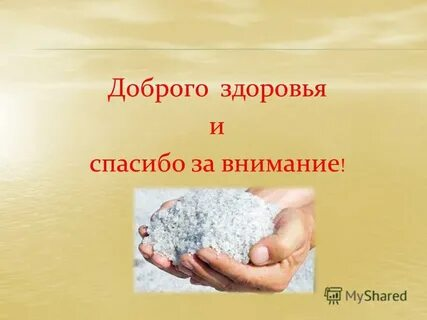 Доброго здоровья
и
спасибо за внимание!
MyShared